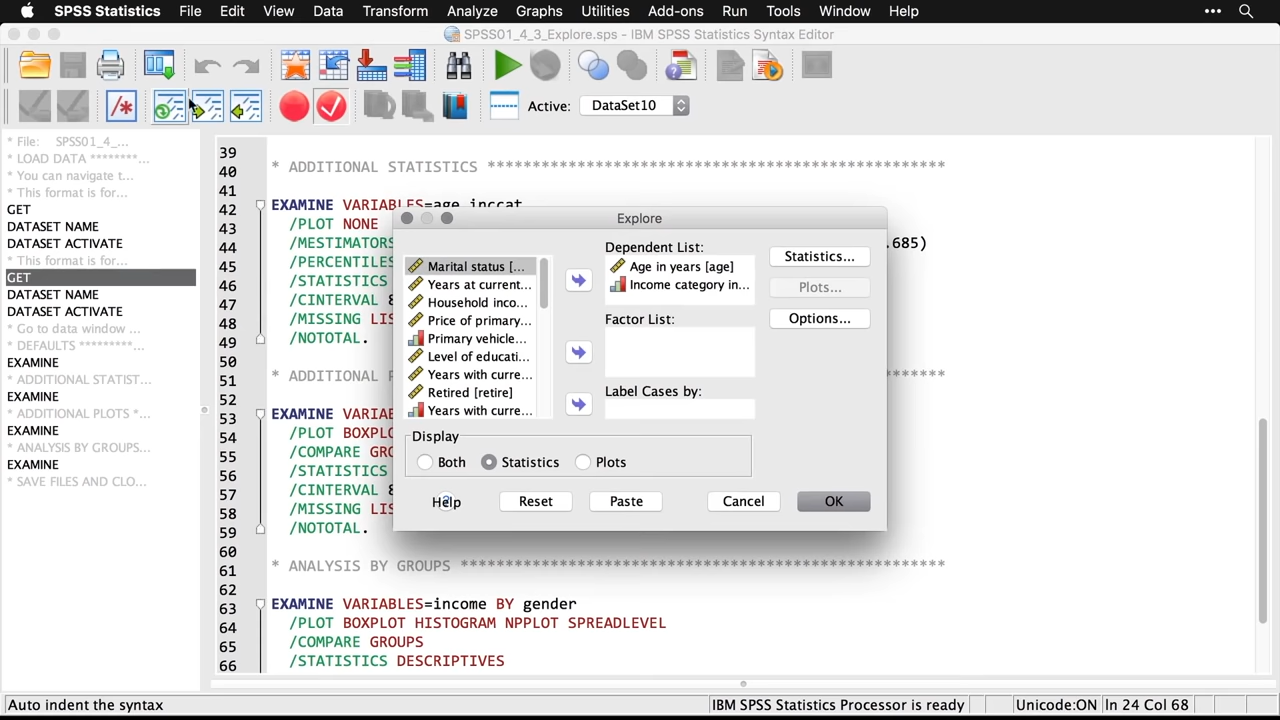 SPSS Statistics File Edit View Data Transform Analyze Graphs Utilities Add-ons Run Tools Window Help
SPSS01_4_3_Explore.sps - IBM SPSS Statistics Syntax Editor
Active: DataSet10
* File: SPSS01_4_...
* LOAD DATA ********...
* You can navigate t...
* This format is for...
GET
DATASET NAME
DATASET ACTIVATE
* This format is for...
GET
DATASET NAME
DATASET ACTIVATE
* Go to data window ...
* DEFAULTS *********...
EXAMINE
* ADDITIONAL STATIST...
EXAMINE
* ADDITIONAL PLOTS *...
EXAMINE
* ANALYSIS BY GROUPS...
EXAMINE
* SAVE FILES AND CLO...
39
40 * ADDITIONAL STATISTICS ****************************************************
41
42 EXAMINE VARIABLES=age inccat
43 /PLOT NONE
44 /MESTIMATORS .685)
45 /PERCENTILES
46 /STATISTICS
47 /CINTERVAL
48 /MISSING LIS
49 /NOTOTAL.
50
51 * ADDITIONAL *******
52
53 EXAMINE VARIA
54 /PLOT BOXPLO
55 /COMPARE GRO
56 /STATISTICS
57 /CINTERVAL
58 /MISSING LIS
59 /NOTOTAL.
60
61 * ANALYSIS BY GROUPS *******************************************************
62
63 EXAMINE VARIABLES=income BY gender
64 /PLOT BOXPLOT HISTOGRAM NPPLOT SPREADLEVEL
65 /COMPARE GROUPS
66 /STATISTICS DESCRIPTIVES
Explore
Marital status [...
Years at current...
Household inco...
Price of primary...
Primary vehicle...
Level of educati...
Years with curre...
Retired [retire]
Years with curre...
Dependent List:
Age in years [age]
Income category in...
Factor List:
Label Cases by:
Statistics...
Plots...
Options...
Display
Both Statistics Plots
Help Reset Paste Cancel OK
Auto indent the syntax IBM SPSS Statistics Processor is ready Unicode:ON In 24 Col 68